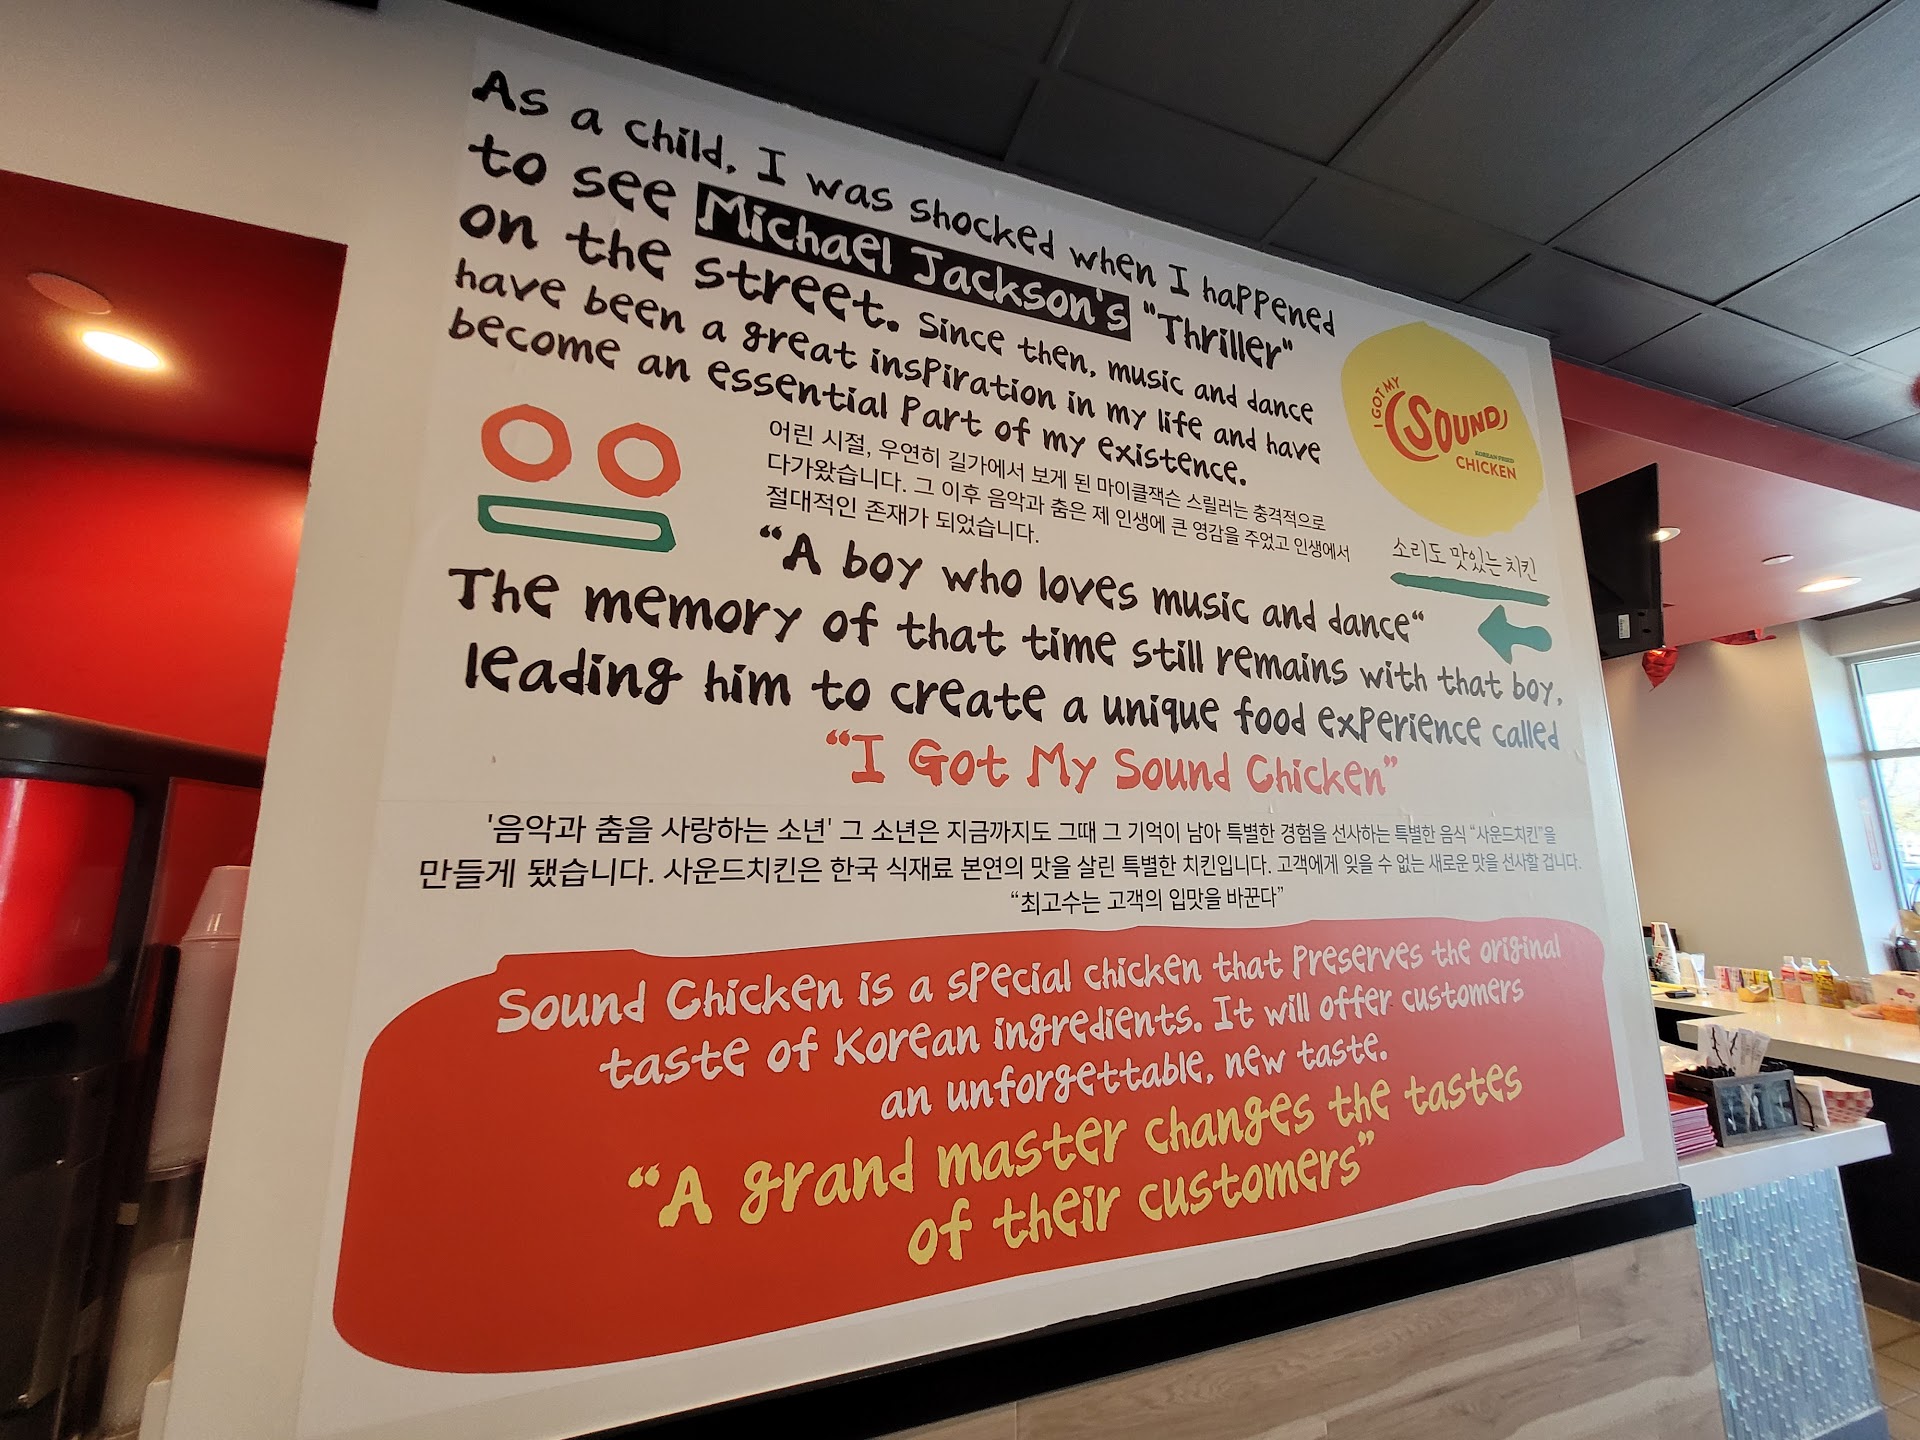 As a child, I was shocked when I happened
to see Michael Jackson's "Thriller"
on the street. Since then, music and dance
have been a great inspiration in my life and have
become an essential part of my existence.
I GOT MY
SOUND
KOREAN FRIED
CHICKEN
어린 시절, 우연히 길가에서 보게 된 마이클잭슨 스릴러는 충격적으로
다가왔습니다. 그 이후 음악과 춤은 제 인생에 큰 영감을 주었고 인생에서
절대적인 존재가 되었습니다.
소리도 맛있는 치킨
“A boy who loves music and dance“
The memory of that time still remains with that boy,
leading him to create a unique food experience called
“I Got My Sound Chicken”
'음악과 춤을 사랑하는 소년' 그 소년은 지금까지도 그때 그 기억이 남아 특별한 경험을 선사하는 특별한 음식 “사운드치킨”을
만들게 됐습니다. 사운드치킨은 한국 식재료 본연의 맛을 살린 특별한 치킨입니다. 고객에게 잊을 수 없는 새로운 맛을 선사할 겁니다.
“최고수는 고객의 입맛을 바꾼다”
Sound Chicken is a special chicken that preserves the original
taste of Korean ingredients. It will offer customers
an unforgettable, new taste.
“A grand master changes the tastes
of their customers”